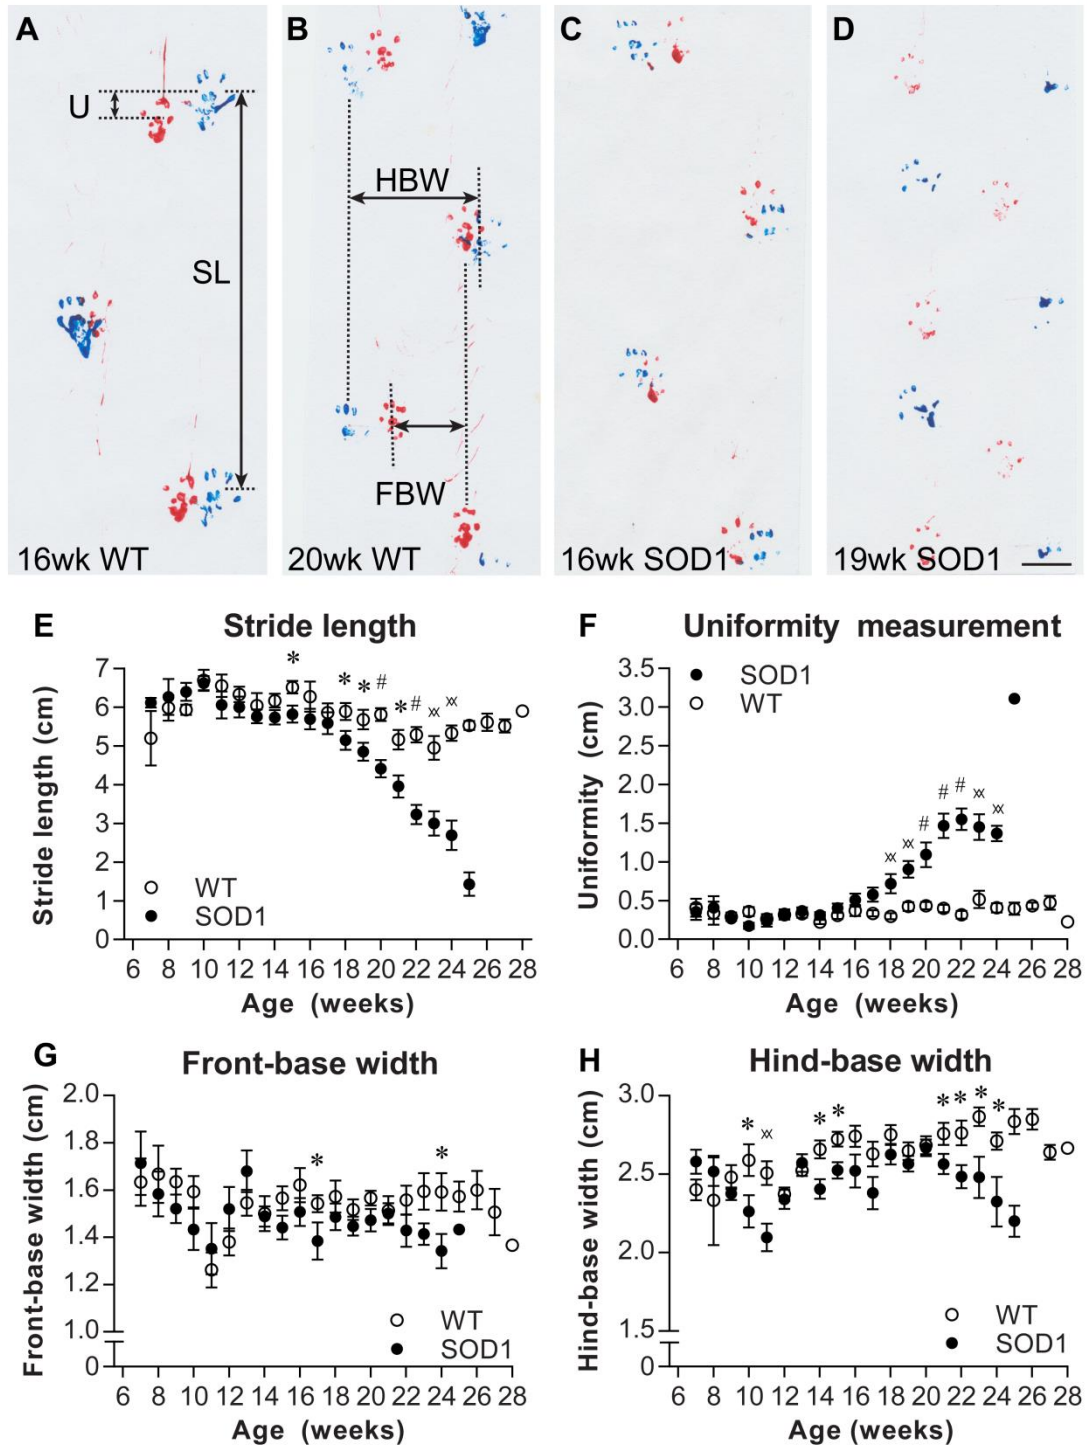 A
B
C
D
U
SL
HBW
FBW
16wk WT
20wk WT
16wk SOD1
19wk SOD1
E
Stride length
Stride length (cm)
7
6
5
4
3
2
1
0
*
* * # * # xx xx
WT
SOD1
6 8 10 12 14 16 18 20 22 24 26 28
Age (weeks)
F
Uniformity measurement
Uniformity (cm)
3.5
3.0
2.5
2.0
1.5
1.0
0.5
0.0
SOD1
WT
xx xx # # # xx xx
6 8 10 12 14 16 18 20 22 24 26 28
Age (weeks)
G
Front-base width
Front-base width (cm)
2.0
1.8
1.6
1.4
1.2
1.0
0
* *
WT
SOD1
6 8 10 12 14 16 18 20 22 24 26 28
Age (weeks)
H
Hind-base width
Hind-base width (cm)
3.0
2.5
2.0
1.5
0
* xx * * * * * *
WT
SOD1
6 8 10 12 14 16 18 20 22 24 26 28
Age (weeks)